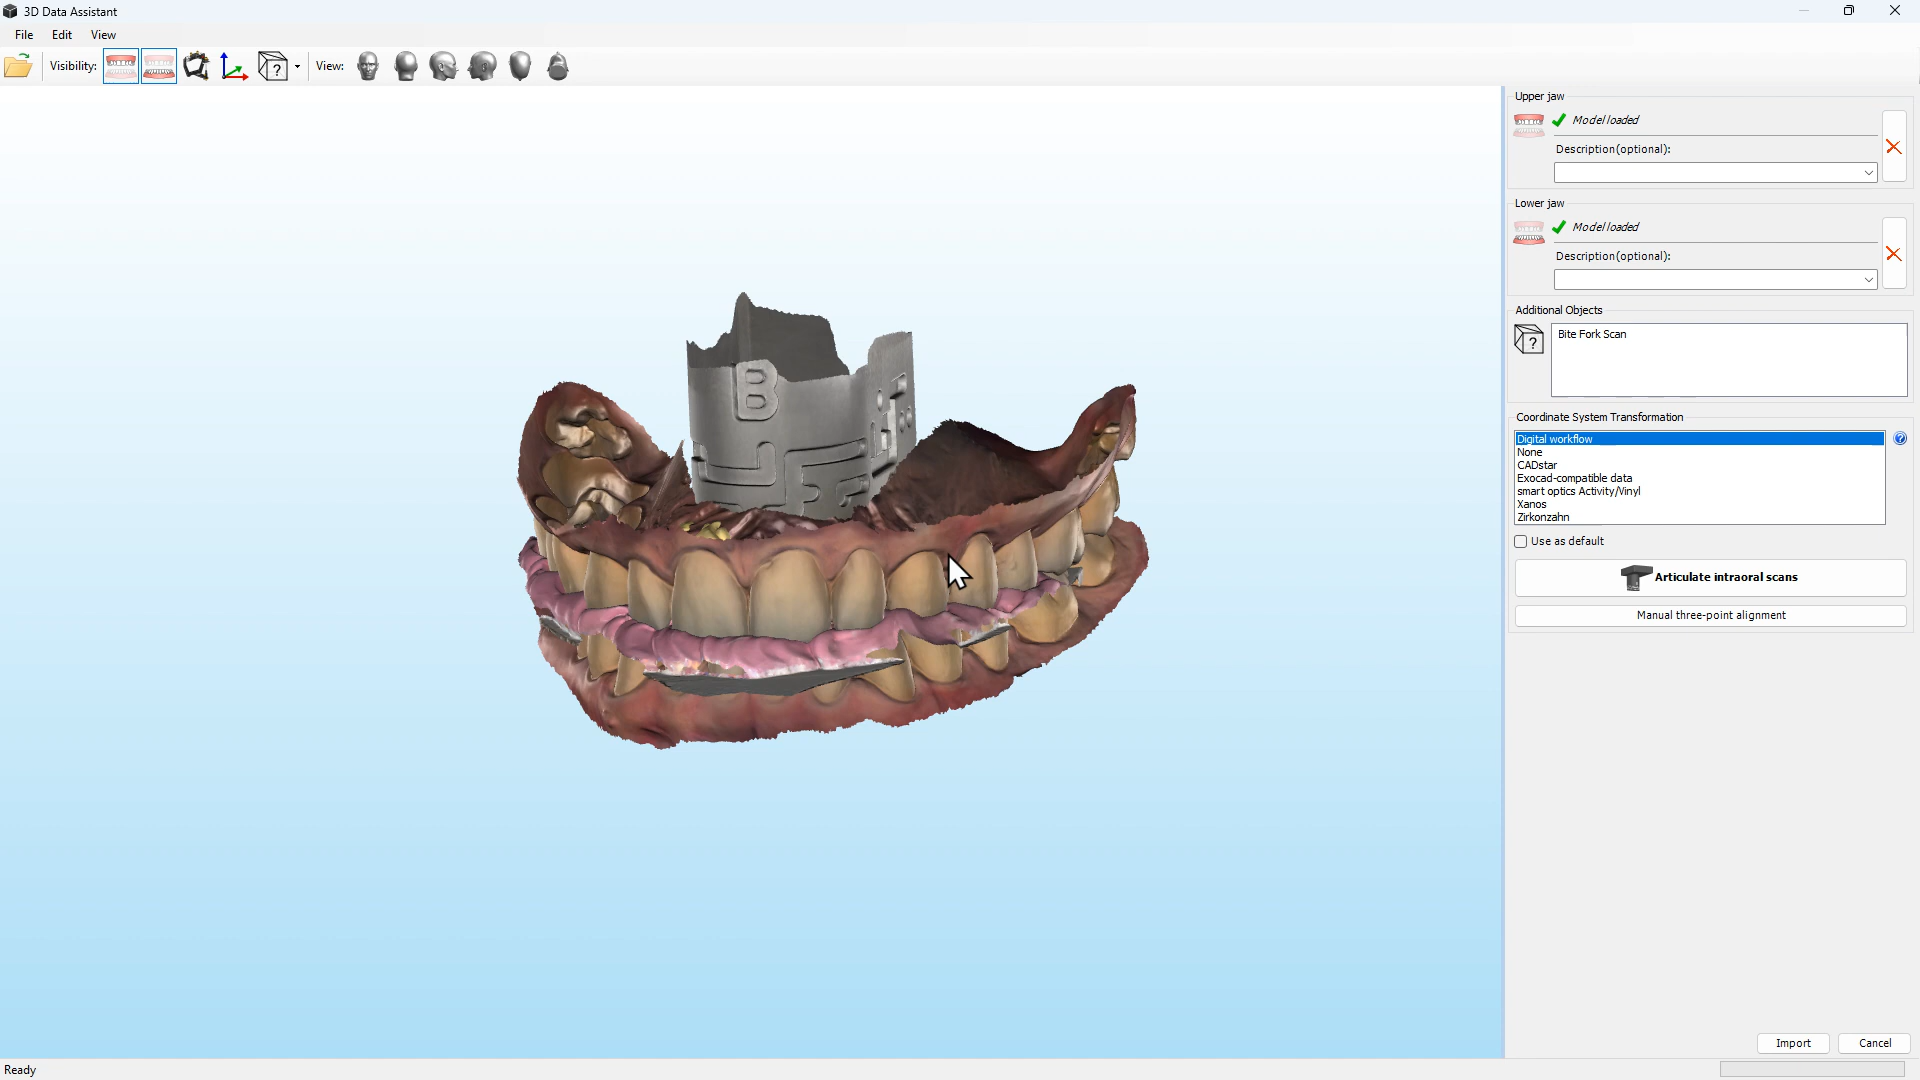 3D Data Assistant
File Edit View
Visibility: ? View:
Upper jaw
Model loaded
Description(optional):
Lower jaw
Model loaded
Description(optional):
Additional Objects
? Bite Fork Scan
B
Coordinate System Transformation
Digital workflow ?
None
CADstar
Exocad-compatible data
smart optics Activity/Vinyl
Xanos
Zirkonzahn
Use as default
Articulate intraoral scans
Manual three-point alignment
Import Cancel
Ready